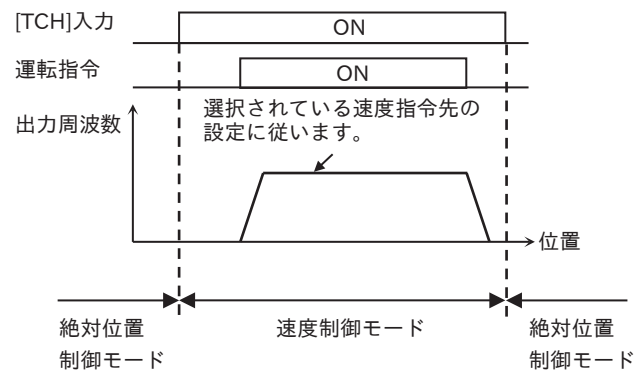 [TCH]入力
ON
運転指令
ON
出力周波数
選択されている速度指令先の
設定に従います。
位置
絶対位置
制御モード
速度制御モード
絶対位置
制御モード